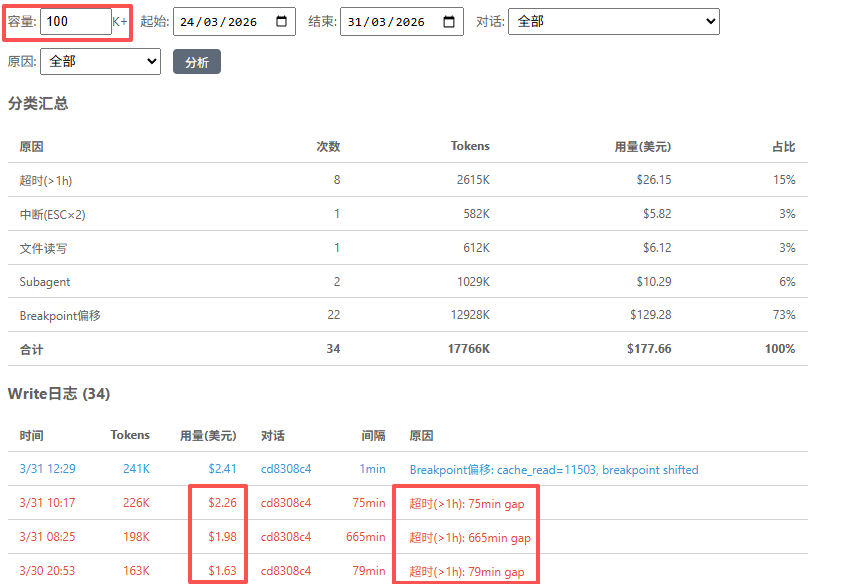 容量: 100 K+ 起始: 24/03/2026 结束: 31/03/2026 对话: 全部
原因: 全部 分析
分类汇总
原因 次数 Tokens 用量(美元) 占比
超时(>1h) 8 2615K $26.15 15%
中断(ESC×2) 1 582K $5.82 3%
文件读写 1 612K $6.12 3%
Subagent 2 1029K $10.29 6%
Breakpoint偏移 22 12928K $129.28 73%
合计 34 17766K $177.66 100%
Write日志 (34)
时间 Tokens 用量(美元) 对话 间隔 原因
3/31 12:29 241K $2.41 cd8308c4 1min Breakpoint偏移: cache_read=11503, breakpoint shifted
3/31 10:17 226K $2.26 cd8308c4 75min 超时(>1h): 75min gap
3/31 08:25 198K $1.98 cd8308c4 665min 超时(>1h): 665min gap
3/30 20:53 163K $1.63 cd8308c4 79min 超时(>1h): 79min gap